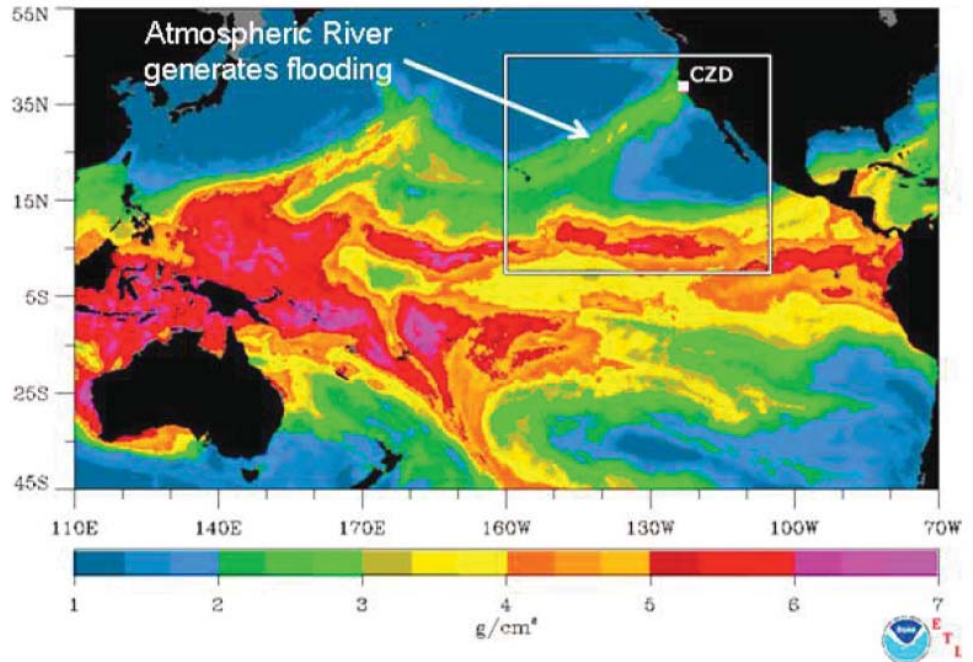 Atmospheric River
generates flooding
CZD
55N
35N
15N
5S
25S
45S
110E 140E 170E 160W 130W 100W 70W
1 2 3 4 5 6 7
g/cm²
NOAA
E
T
L